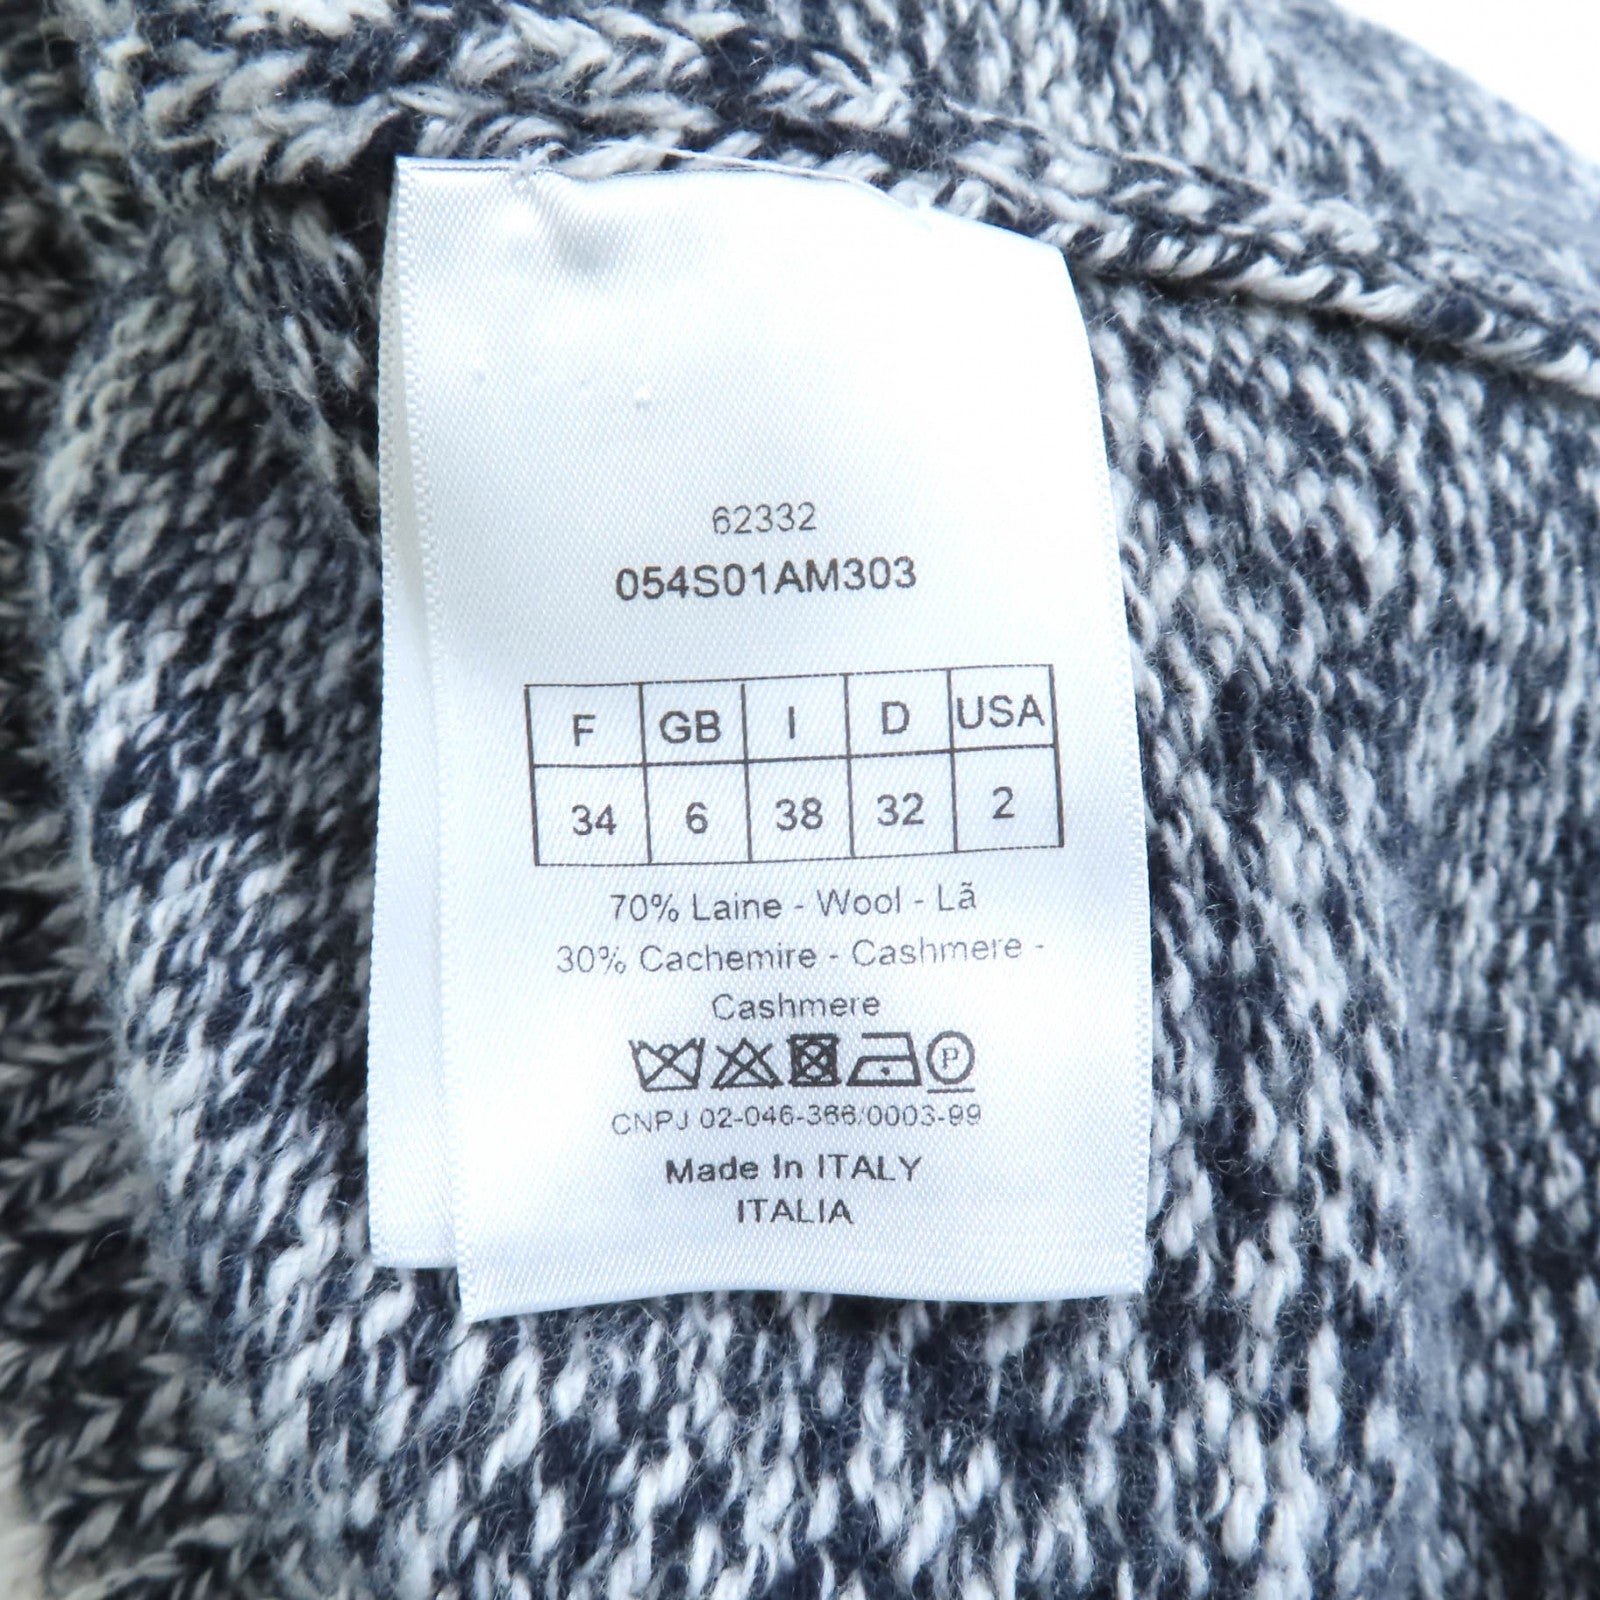 62332
054S01AM303
F GB I D USA
34 6 38 32 2
70% Laine - Wool - Lã
30% Cachemire - Cashmere -
Cashmere
P
CNPJ 02-046-366/0003-99
Made In ITALY
ITALIA